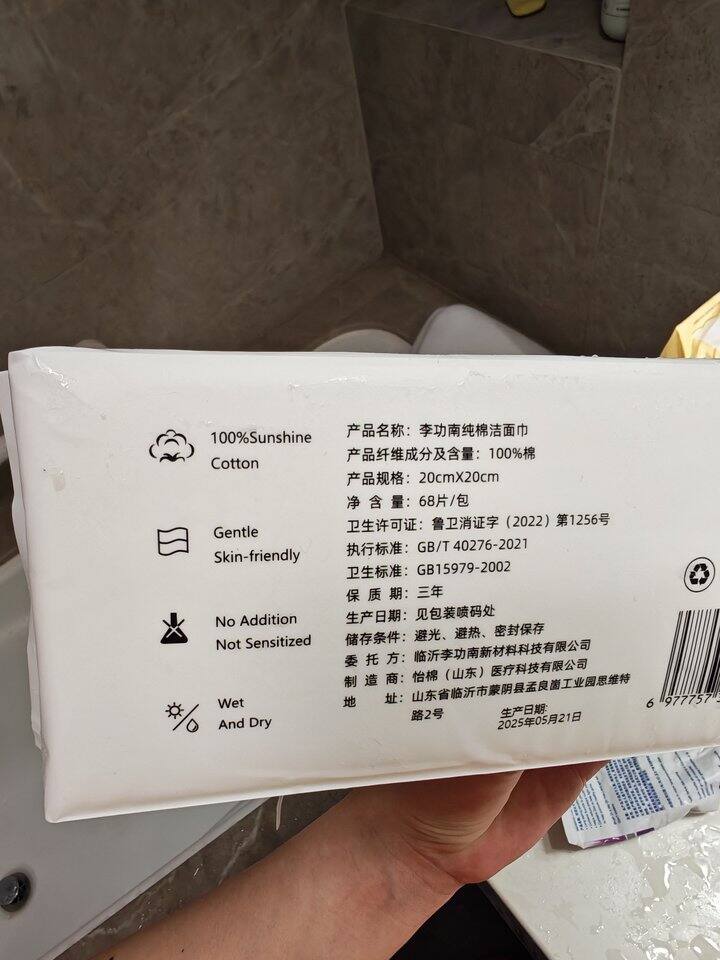 100%Sunshine
Cotton
Gentle
Skin-friendly
No Addition
Not Sensitized
Wet
And Dry
产品名称：李功南纯棉洁面巾
产品纤维成分及含量：100%棉
产品规格：20cmX20cm
净 含 量：68片/包
卫生许可证：鲁卫消证字（2022）第1256号
执行标准：GB/T 40276-2021
卫生标准：GB15979-2002
保 质 期：三年
生产日期：见包装喷码处
储存条件：避光、避热、密封保存
委 托 方：临沂李功南新材料科技有限公司
制 造 商：怡棉（山东）医疗科技有限公司
地 址：山东省临沂市蒙阴县孟良崮工业园思维特
路2号
生产日期:
2025年05月21日
6 977757